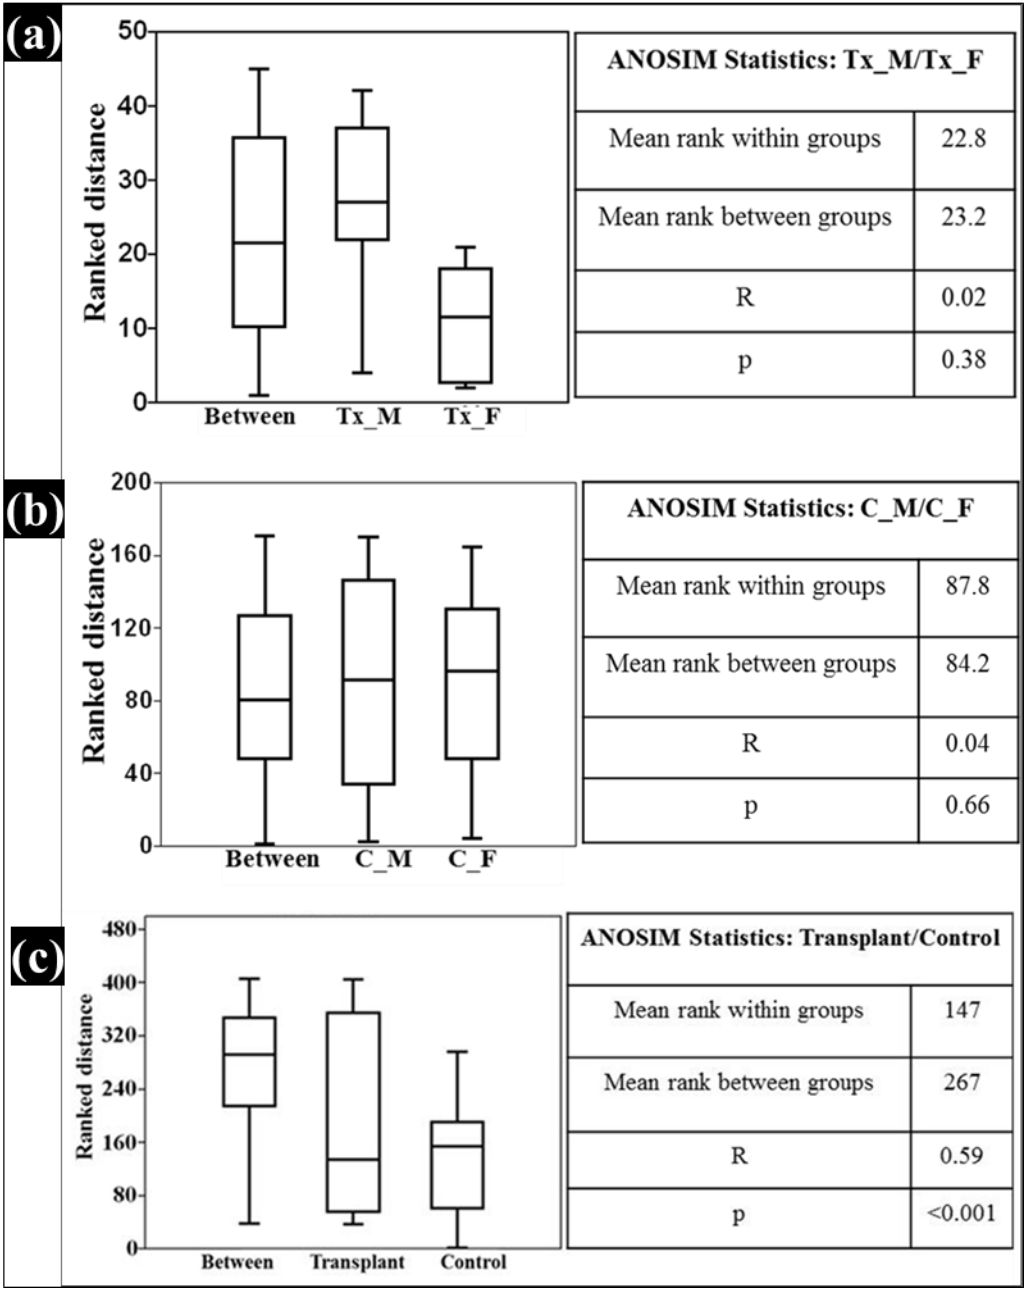 (a)
50
40
30
20
10
0
Ranked distance
Between Tx_M Tx_F
ANOSIM Statistics: Tx_M/Tx_F
Mean rank within groups 22.8
Mean rank between groups 23.2
R 0.02
p 0.38
(b)
200
160
120
80
40
0
Ranked distance
Between C_M C_F
ANOSIM Statistics: C_M/C_F
Mean rank within groups 87.8
Mean rank between groups 84.2
R 0.04
p 0.66
(c)
480
400
320
240
160
80
0
Ranked distance
Between Transplant Control
ANOSIM Statistics: Transplant/Control
Mean rank within groups 147
Mean rank between groups 267
R 0.59
p <0.001